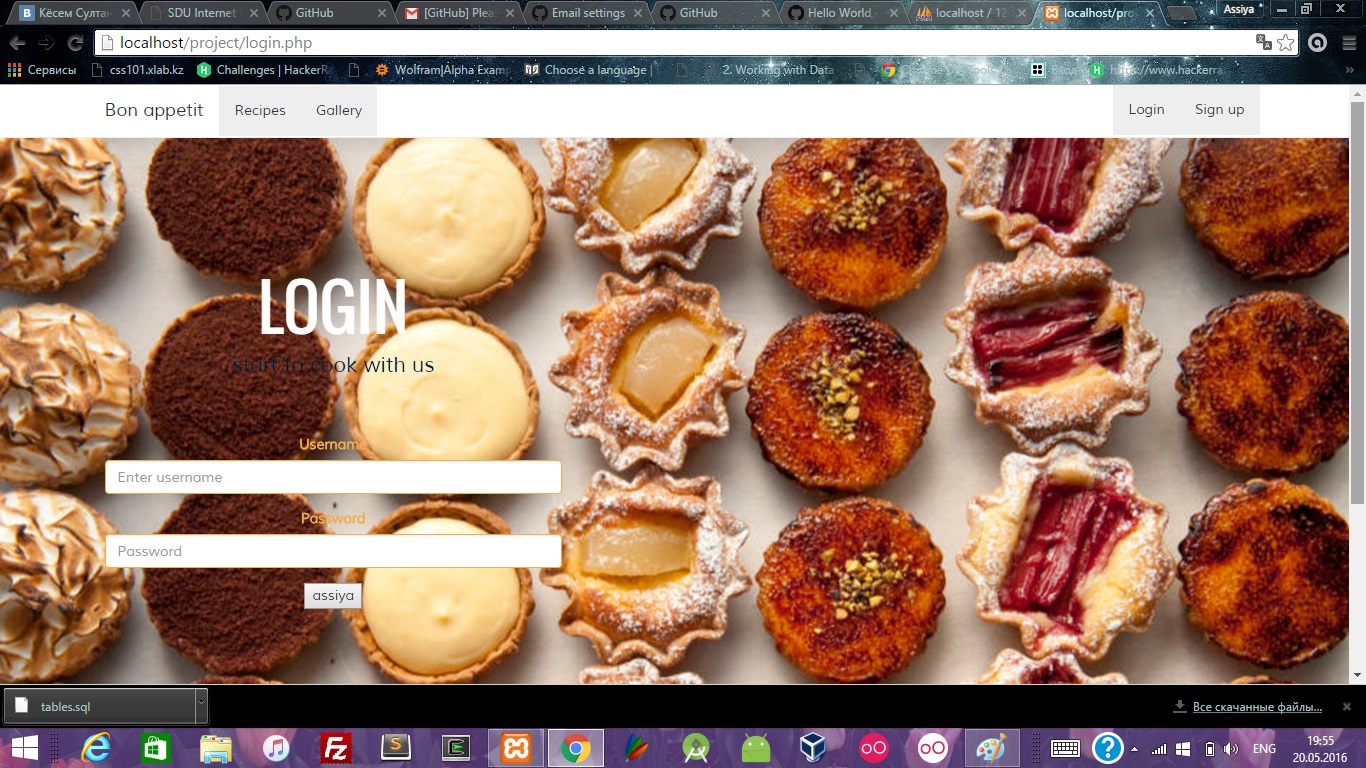 Кёсем Султан
SDU Internet
GitHub
[GitHub] Pleas
Email settings
GitHub
Hello World
localhost / 12
localhost/pro
Assiya
localhost/project/login.php
Сервисы
css101.xlab.kz
Challenges | HackerR
Wolfram|Alpha Examp
Choose a language |
2. Working with Data
Вход
https://www.hackerra
Bon appetit
Recipes
Gallery
Login
Sign up
LOGIN
start to cook with us
Username
Enter username
Password
Password
assiya
tables.sql
Все скачанные файлы...
ENG
19:55
20.05.2016